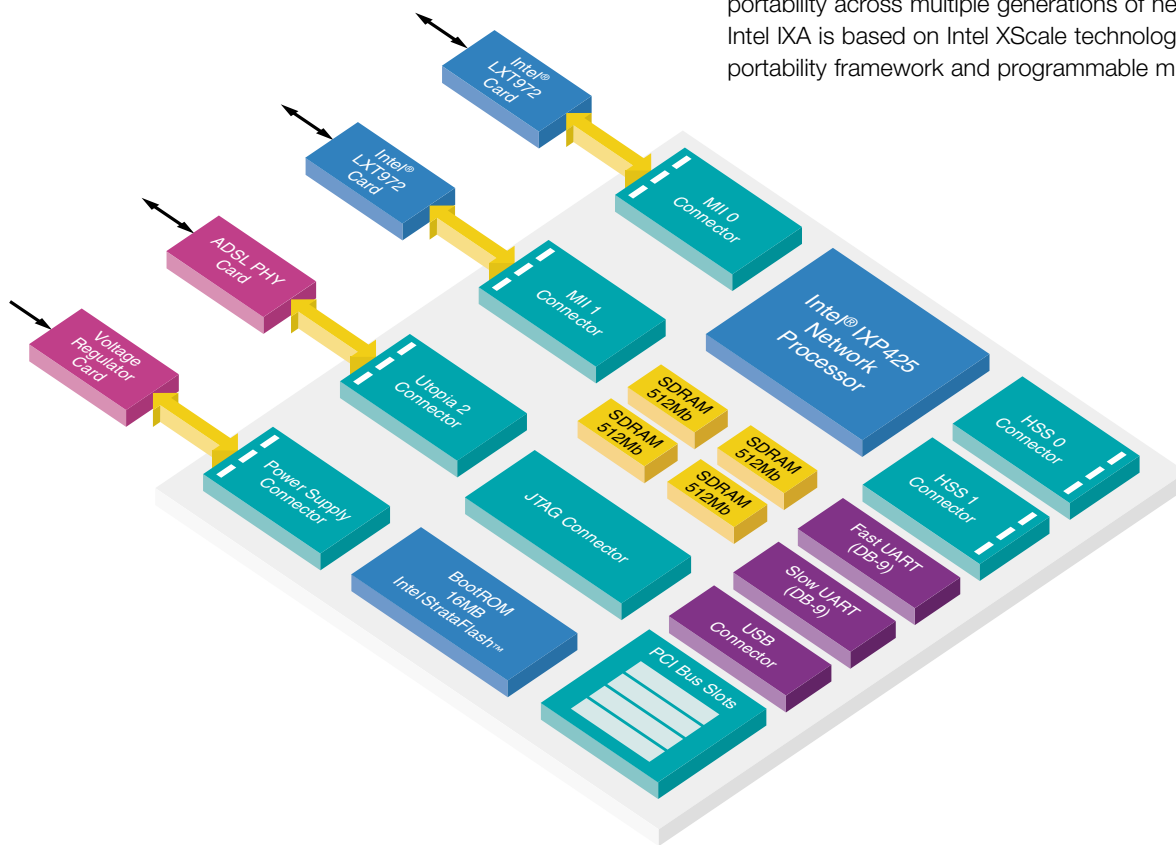 portability across multiple generations of ne
Intel IXA is based on Intel XScale technolog
portability framework and programmable m
Intel®
LXT972
Card
Intel®
LXT972
Card
ADSL PHY
Card
Voltage
Regulator
Card
MII 0
Connector
MII 1
Connector
Utopia 2
Connector
Power Supply
Connector
Intel® IXP425
Network
Processor
SDRAM
512Mb
SDRAM
512Mb
SDRAM
512Mb
SDRAM
512Mb
HSS 0
Connector
HSS 1
Connector
JTAG Connector
Fast UART
(DB-9)
Slow UART
(DB-9)
USB
Connector
BootROM
16MB
Intel StrataFlash™
PCI Bus Slots